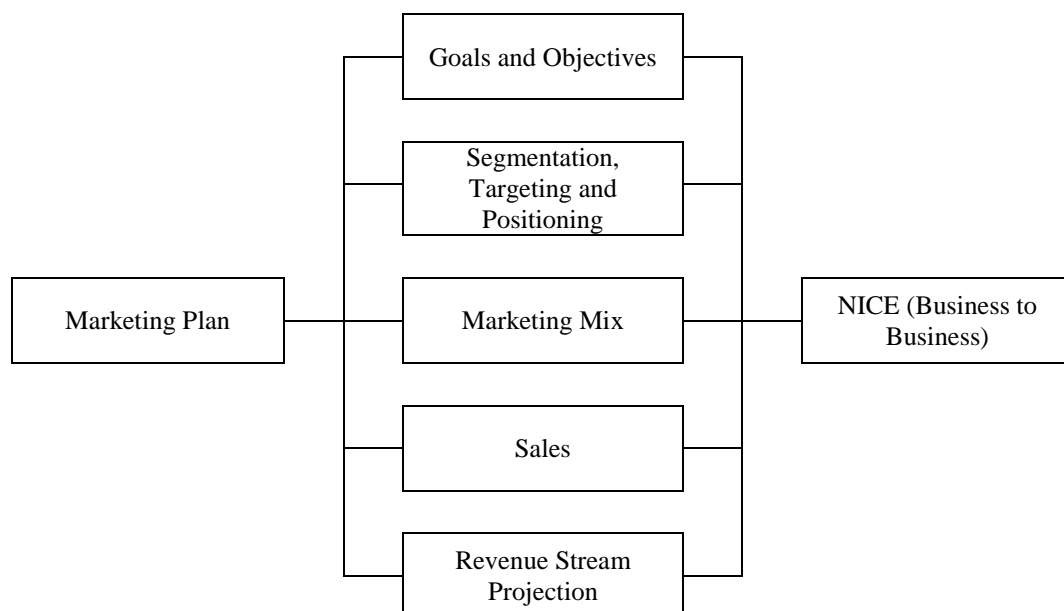 Goals and Objectives
Segmentation,
Targeting and
Positioning
Marketing Plan
Marketing Mix
NICE (Business to
Business)
Sales
Revenue Stream
Projection